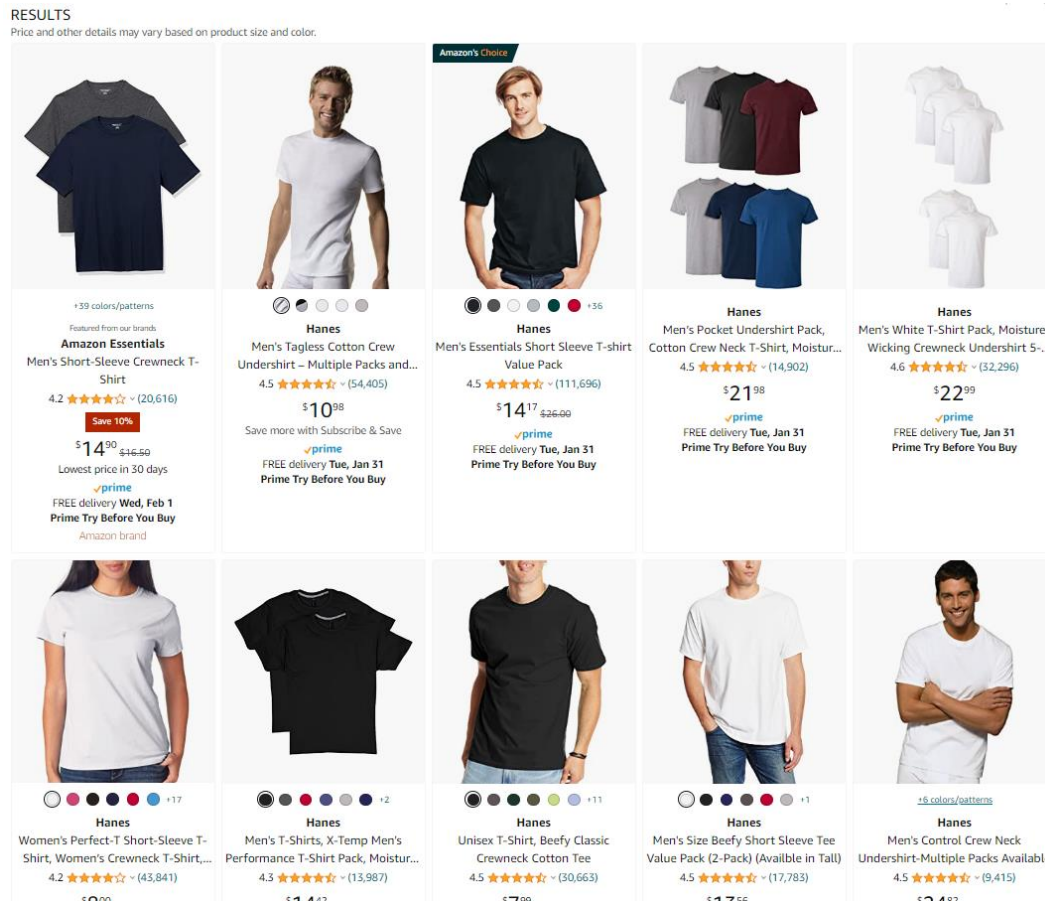 RESULTS
Price and other details may vary based on product size and color.
Amazon's Choice
+39 colors/patterns
Featured from our brands
Amazon Essentials
Men's Short-Sleeve Crewneck T-
Shirt
4.2 (20,616)
Save 10%
$14.90 $16.50
Lowest price in 30 days
prime
FREE delivery Wed, Feb 1
Prime Try Before You Buy
Amazon brand
Hanes
Men's Tagless Cotton Crew
Undershirt – Multiple Packs and...
4.5 (54,405)
$10.98
Save more with Subscribe & Save
prime
FREE delivery Tue, Jan 31
Prime Try Before You Buy
+36
Hanes
Men's Essentials Short Sleeve T-shirt
Value Pack
4.5 (111,696)
$14.17 $26.00
prime
FREE delivery Tue, Jan 31
Prime Try Before You Buy
Hanes
Men's Pocket Undershirt Pack,
Cotton Crew Neck T-Shirt, Moistur...
4.5 (14,902)
$21.98
prime
FREE delivery Tue, Jan 31
Prime Try Before You Buy
Hanes
Men's White T-Shirt Pack, Moisture
Wicking Crewneck Undershirt 5-..
4.6 (32,296)
$22.99
prime
FREE delivery Tue, Jan 31
Prime Try Before You Buy
+17
Hanes
Women's Perfect-T Short-Sleeve T-
Shirt, Women's Crewneck T-Shirt,...
4.2 (43,841)
+2
Hanes
Men's T-Shirts, X-Temp Men's
Performance T-Shirt Pack, Moistur...
4.3 (13,987)
+11
Hanes
Unisex T-Shirt, Beefy Classic
Crewneck Cotton Tee
4.5 (30,663)
+1
Hanes
Men's Size Beefy Short Sleeve Tee
Value Pack (2-Pack) (Availble in Tall)
4.5 (17,783)
+6 colors/patterns
Hanes
Men's Control Crew Neck
Undershirt-Multiple Packs Available
4.5 (9,415)